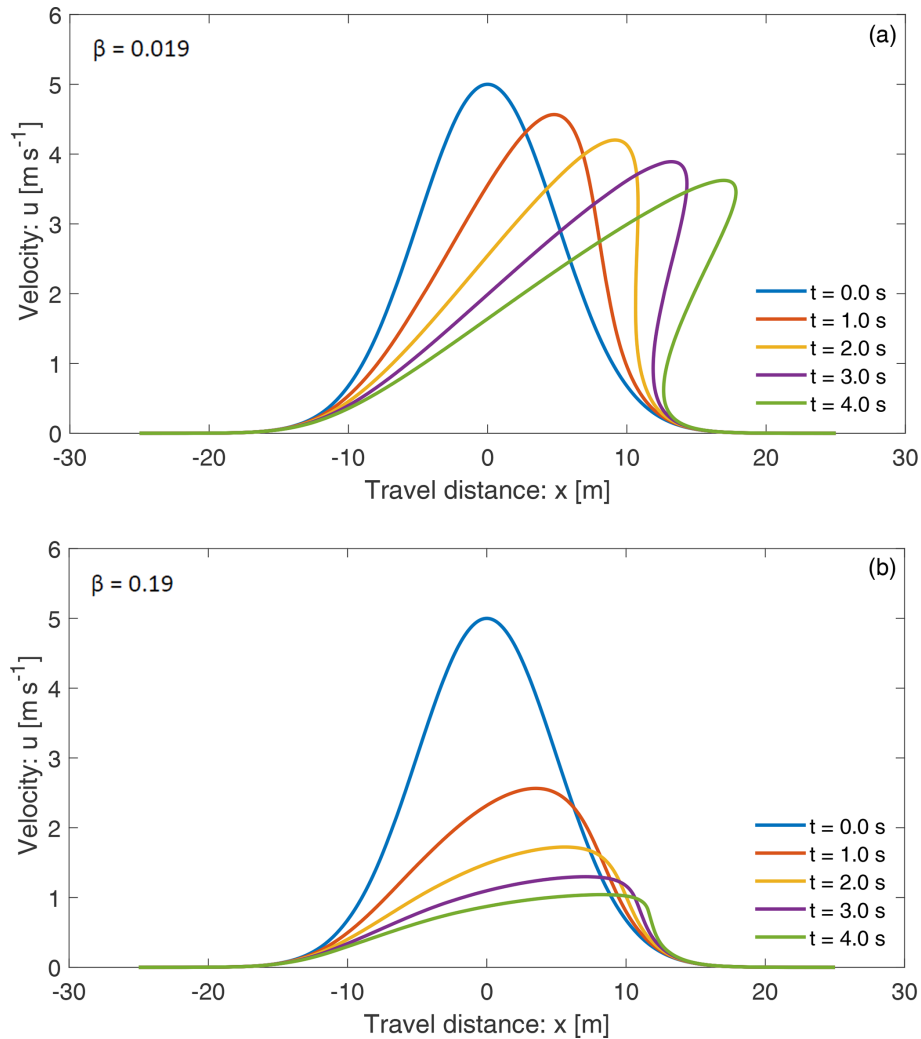 (a)
β = 0.019
6
5
4
3
2
1
0
Velocity: u [m s⁻¹]
t = 0.0 s
t = 1.0 s
t = 2.0 s
t = 3.0 s
t = 4.0 s
-30 -20 -10 0 10 20 30
Travel distance: x [m]
(b)
β = 0.19
6
5
4
3
2
1
0
Velocity: u [m s⁻¹]
t = 0.0 s
t = 1.0 s
t = 2.0 s
t = 3.0 s
t = 4.0 s
-30 -20 -10 0 10 20 30
Travel distance: x [m]